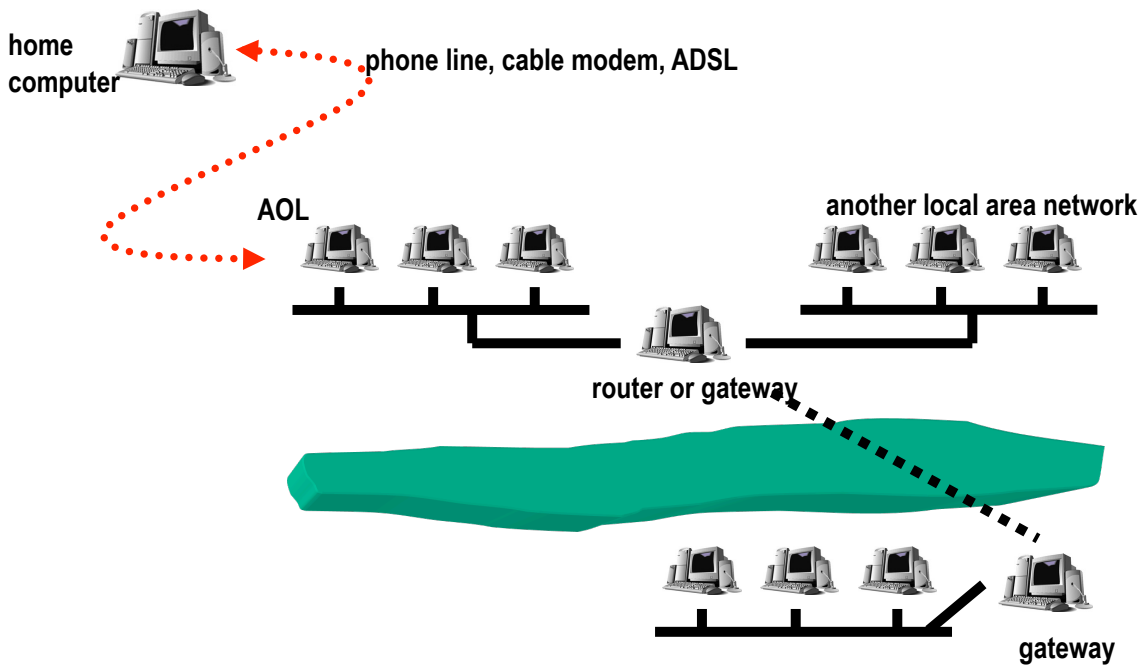 home
computer
phone line, cable modem, ADSL
AOL
another local area network
router or gateway
gateway